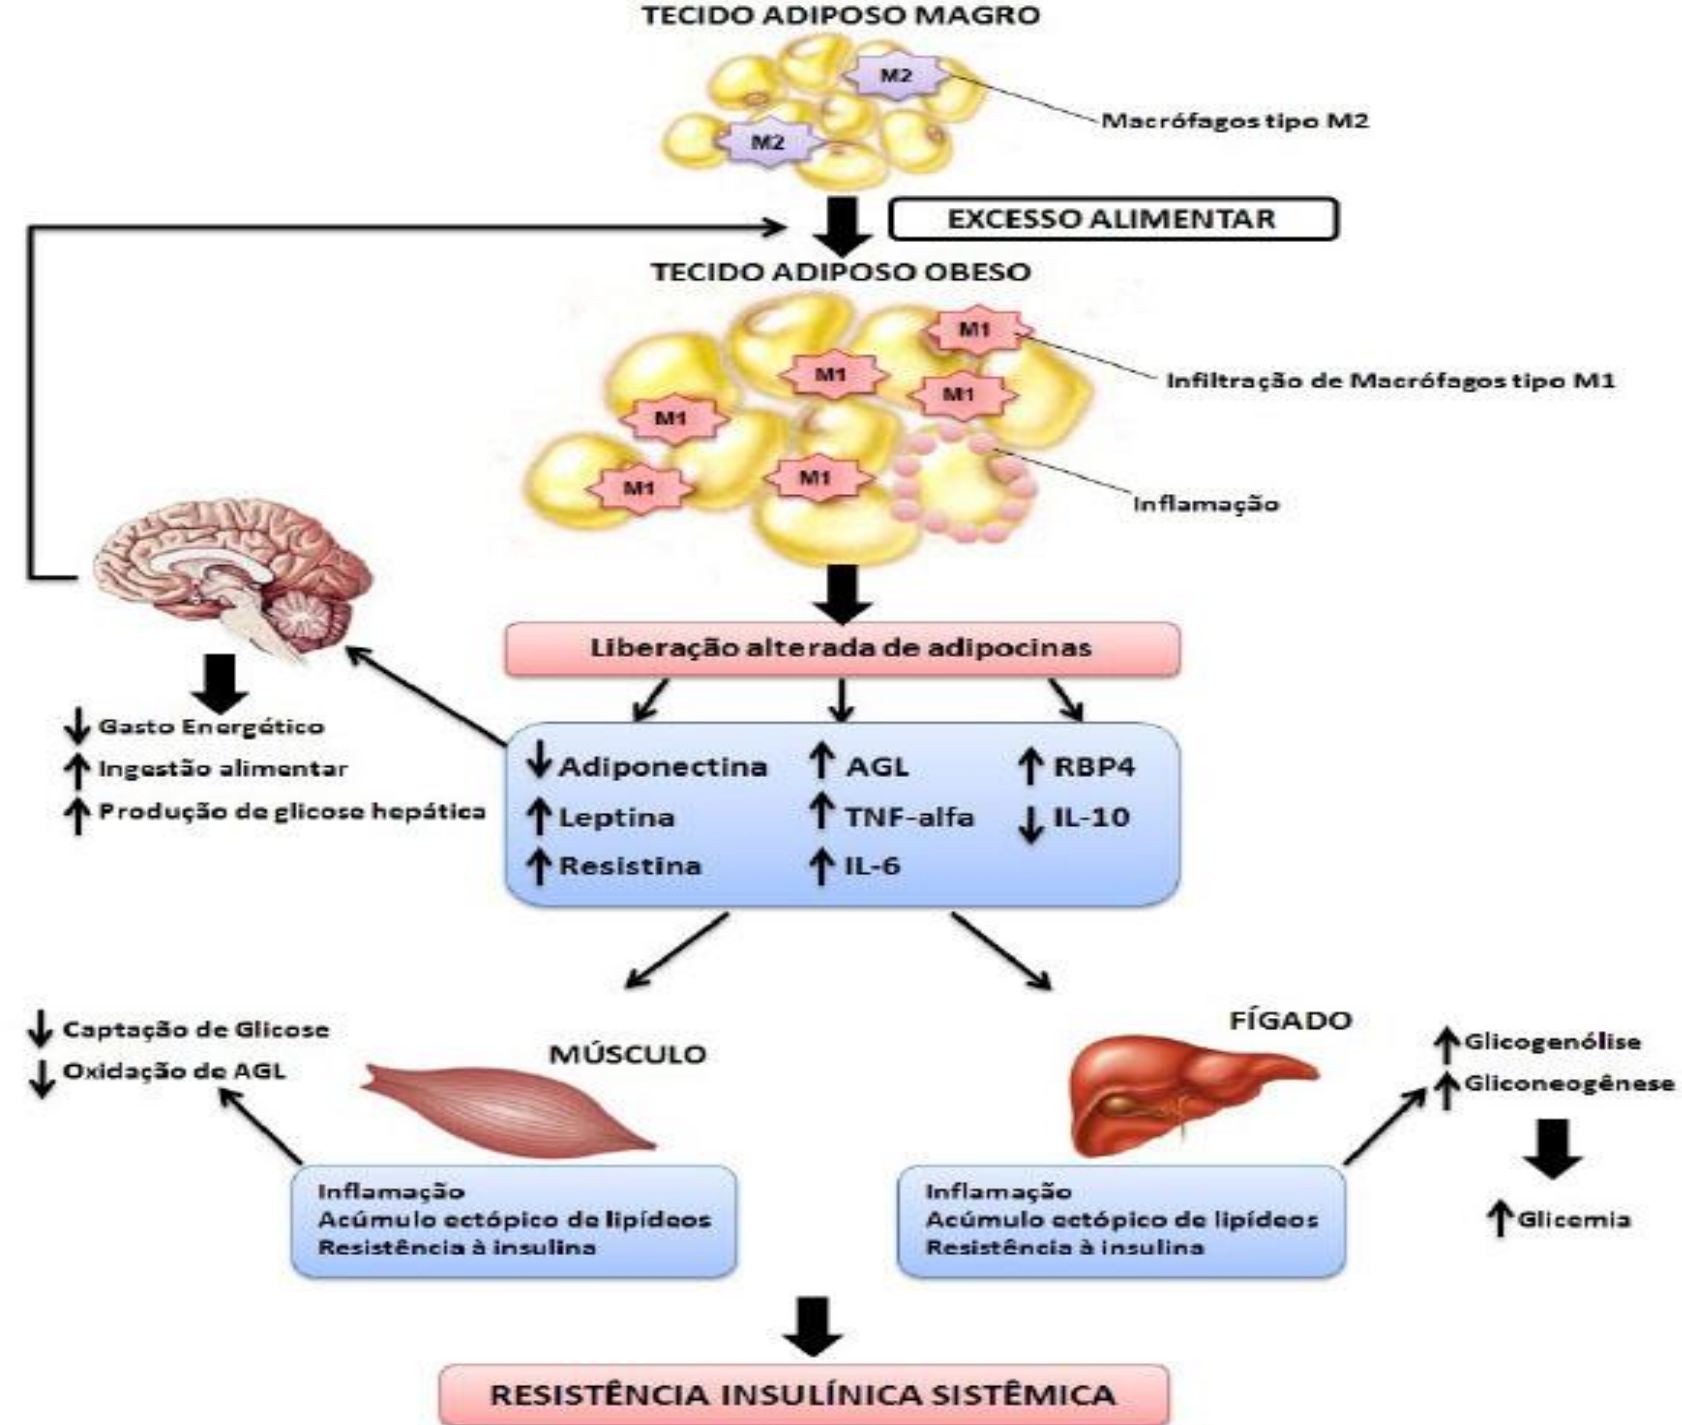 TECIDO ADIPOSO MAGRO
M2
Macrófagos tipo M2
M2
EXCESSO ALIMENTAR
TECIDO ADIPOSO OBESO
M1
M1
Infiltração de Macrófagos tipo M1
M1
M1
M1
M1
Inflamação
Liberação alterada de adipocinas
↓ Gasto Energético
↑ Ingestão alimentar
↑ Produção de glicose hepática
↓ Adiponectina
↑ Leptina
↑ Resistina
↑ AGL
↑ TNF-alfa
↑ IL-6
↑ RBP4
↓ IL-10
↓ Captação de Glicose
↓ Oxidação de AGL
MÚSCULO
Inflamação
Acúmulo ectópico de lipídeos
Resistência à insulina
FÍGADO
↑ Glicogenólise
↑ Gliconeogênese
↑ Glicemia
Inflamação
Acúmulo ectópico de lipídeos
Resistência à insulina
RESISTÊNCIA INSULÍNICA SISTÊMICA